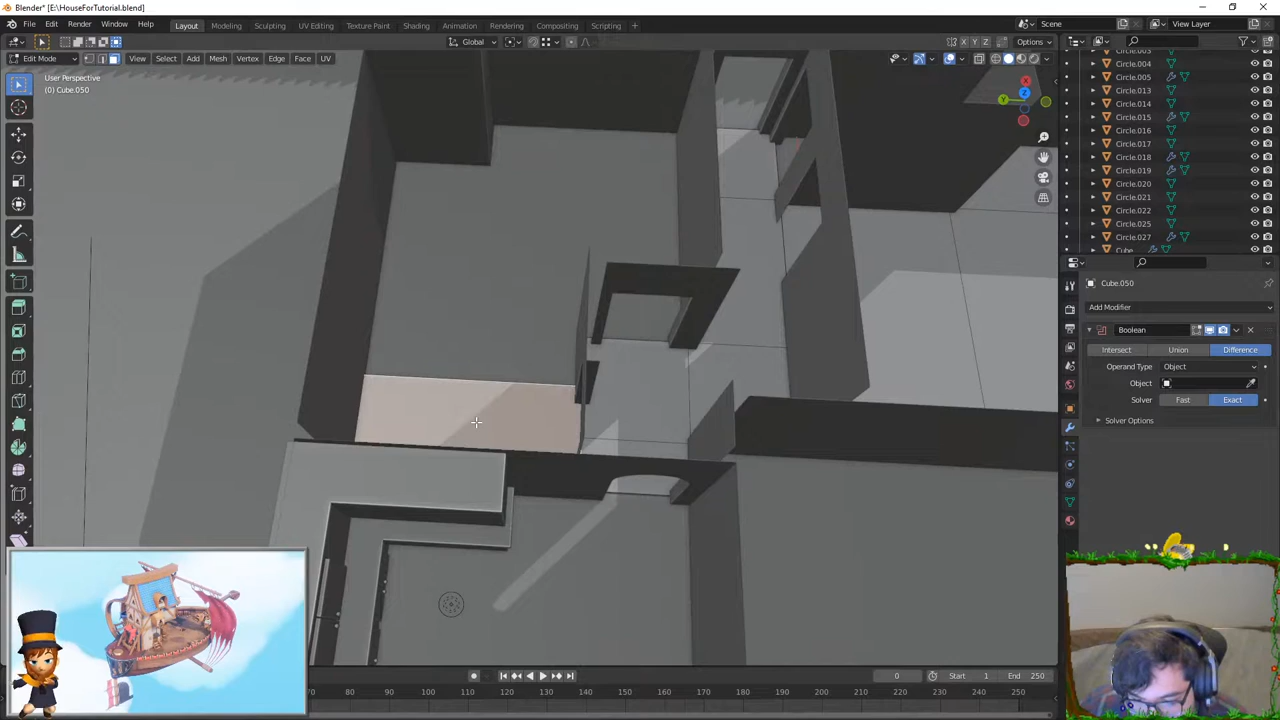 Blender* [E:\HouseForTutorial.blend]
File Edit Render Window Help Layout Modeling Sculpting UV Editing Texture Paint Shading Animation Rendering Compositing Scripting + Scene View Layer
Global Options
Edit Mode View Select Add Mesh Vertex Edge Face UV
X Y Z
User Perspective
(0) Cube.050
Y
X
Z
Circle.003
Circle.004
Circle.005
Circle.013
Circle.014
Circle.015
Circle.016
Circle.017
Circle.018
Circle.019
Circle.020
Circle.021
Circle.022
Circle.025
Circle.027
Cube
Cube.050
Add Modifier
Boolean
Intersect Union Difference
Operand Type Object
Object
Solver Fast Exact
Solver Options
0 Start 1 End 250
70 80 90 100 110 120 130 140 150 160 170 180 190 200 210 220 230 240 250